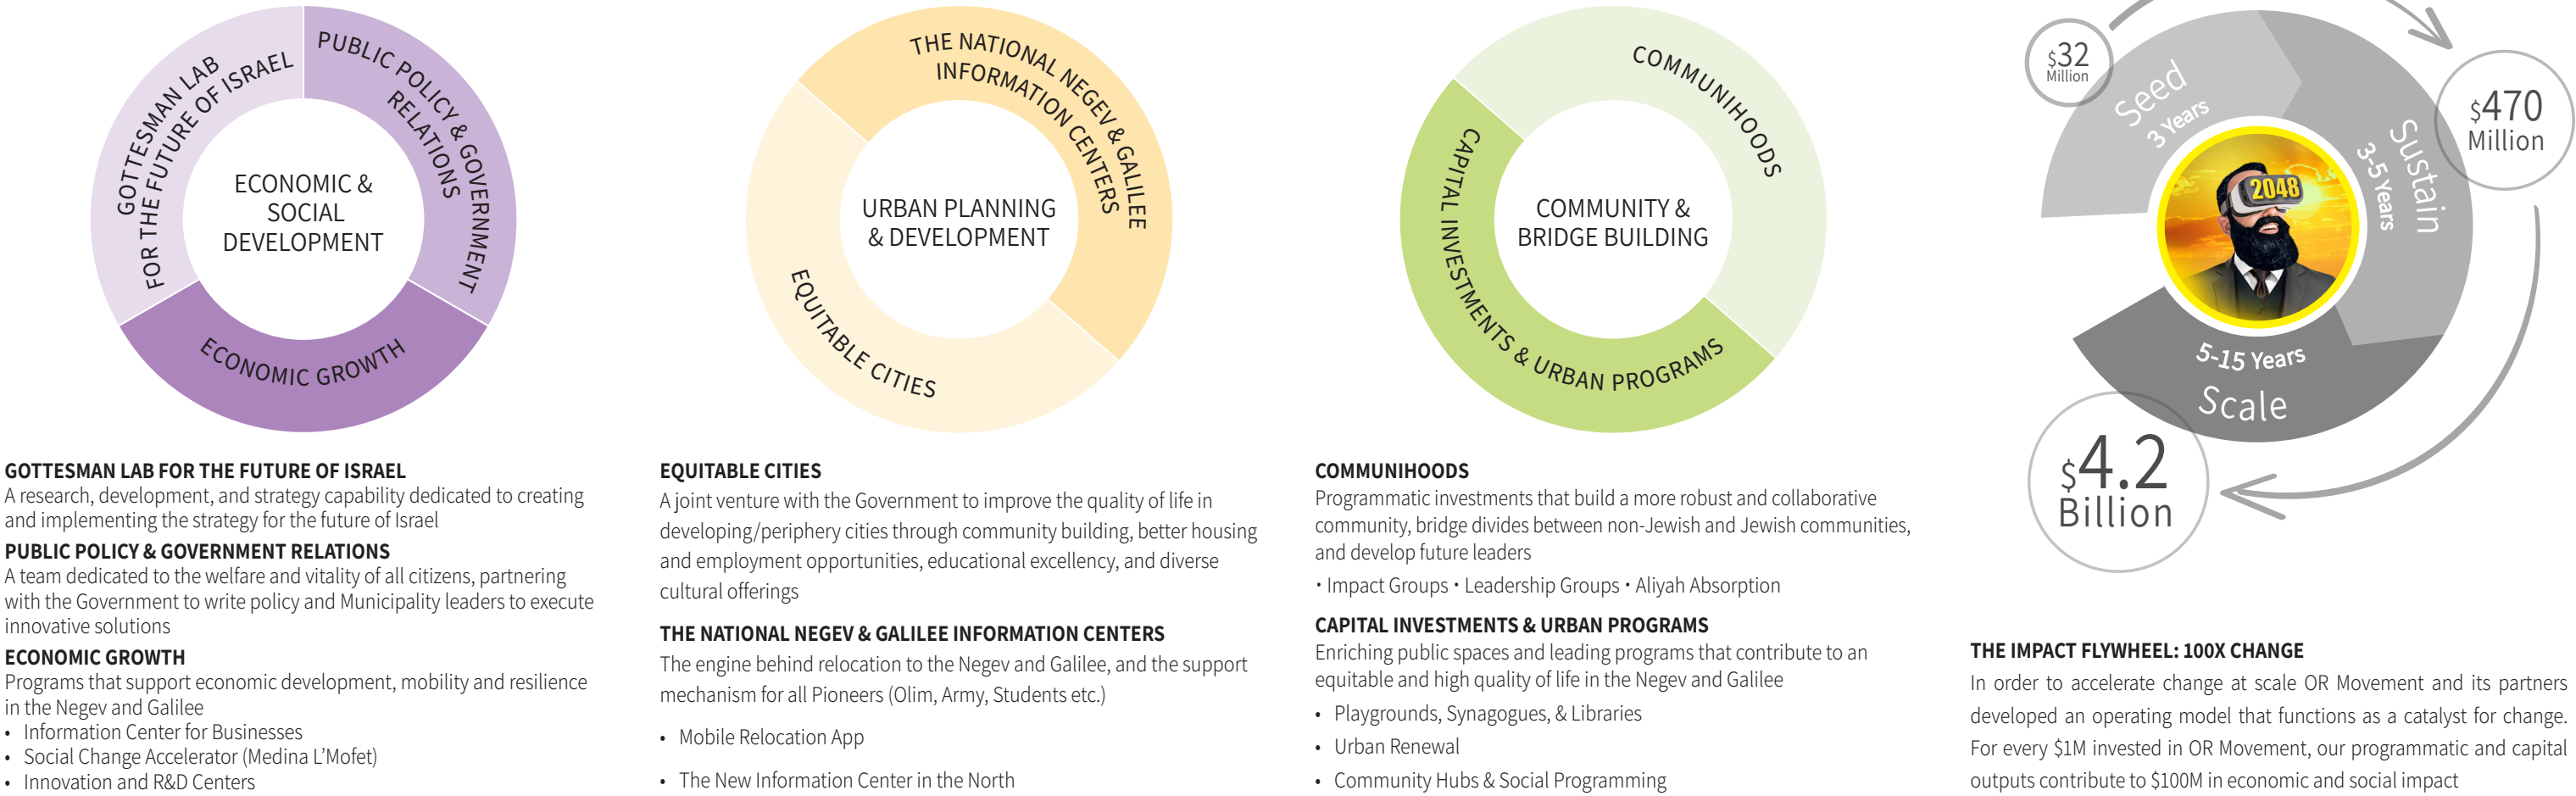 GOTTESMAN LAB
FOR THE FUTURE OF ISRAEL
PUBLIC POLICY & GOVERNMENT
RELATIONS
ECONOMIC GROWTH
ECONOMIC &
SOCIAL
DEVELOPMENT
GOTTESMAN LAB FOR THE FUTURE OF ISRAEL
A research, development, and strategy capability dedicated to creating
and implementing the strategy for the future of Israel
PUBLIC POLICY & GOVERNMENT RELATIONS
A team dedicated to the welfare and vitality of all citizens, partnering
with the Government to write policy and Municipality leaders to execute
innovative solutions
ECONOMIC GROWTH
Programs that support economic development, mobility and resilience
in the Negev and Galilee
• Information Center for Businesses
• Social Change Accelerator (Medina L’Mofet)
• Innovation and R&D Centers
THE NATIONAL NEGEV & GALILEE
INFORMATION CENTERS
EQUITABLE CITIES
URBAN PLANNING
& DEVELOPMENT
EQUITABLE CITIES
A joint venture with the Government to improve the quality of life in
developing/periphery cities through community building, better housing
and employment opportunities, educational excellency, and diverse
cultural offerings
THE NATIONAL NEGEV & GALILEE INFORMATION CENTERS
The engine behind relocation to the Negev and Galilee, and the support
mechanism for all Pioneers (Olim, Army, Students etc.)
• Mobile Relocation App
• The New Information Center in the North
COMMUNIHOODS
CAPITAL INVESTMENTS & URBAN PROGRAMS
COMMUNITY &
BRIDGE BUILDING
COMMUNIHOODS
Programmatic investments that build a more robust and collaborative
community, bridge divides between non-Jewish and Jewish communities,
and develop future leaders
• Impact Groups • Leadership Groups • Aliyah Absorption
CAPITAL INVESTMENTS & URBAN PROGRAMS
Enriching public spaces and leading programs that contribute to an
equitable and high quality of life in the Negev and Galilee
• Playgrounds, Synagogues, & Libraries
• Urban Renewal
• Community Hubs & Social Programming
$32
Million
Seed
3 Years
$470
Million
Sustain
3-5 Years
2048
5-15 Years
Scale
$4.2
Billion
THE IMPACT FLYWHEEL: 100X CHANGE
In order to accelerate change at scale OR Movement and its partners
developed an operating model that functions as a catalyst for change.
For every $1M invested in OR Movement, our programmatic and capital
outputs contribute to $100M in economic and social impact